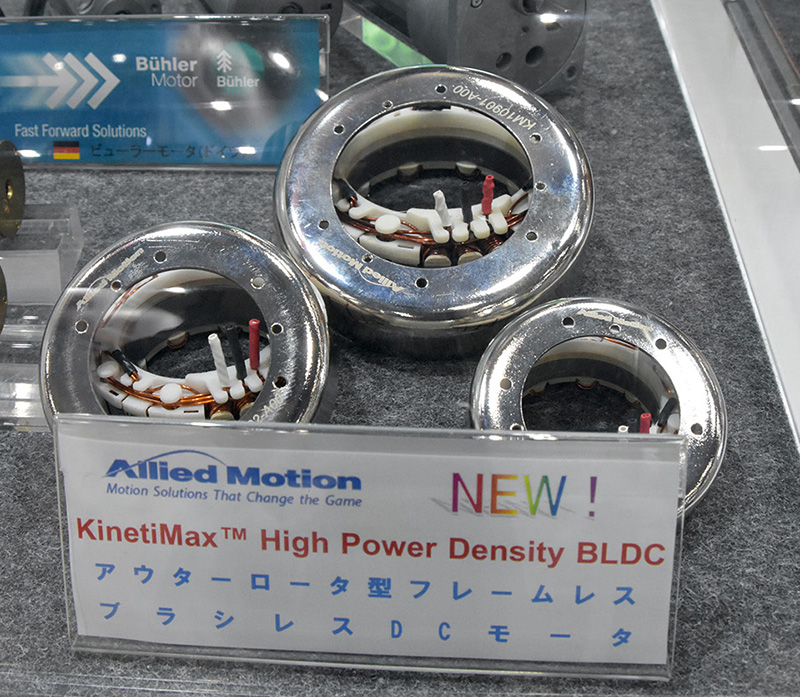 Bühler
Motor
Bühler
Fast Forward Solutions
ビューラーモータ(ドイツ)
KM10901-A00
Allied Motion
Allied Motion
Motion Solutions That Change the Game
NEW!
KinetiMax™ High Power Density BLDC
アウターロータ型フレームレス
ブラシレスDCモータ